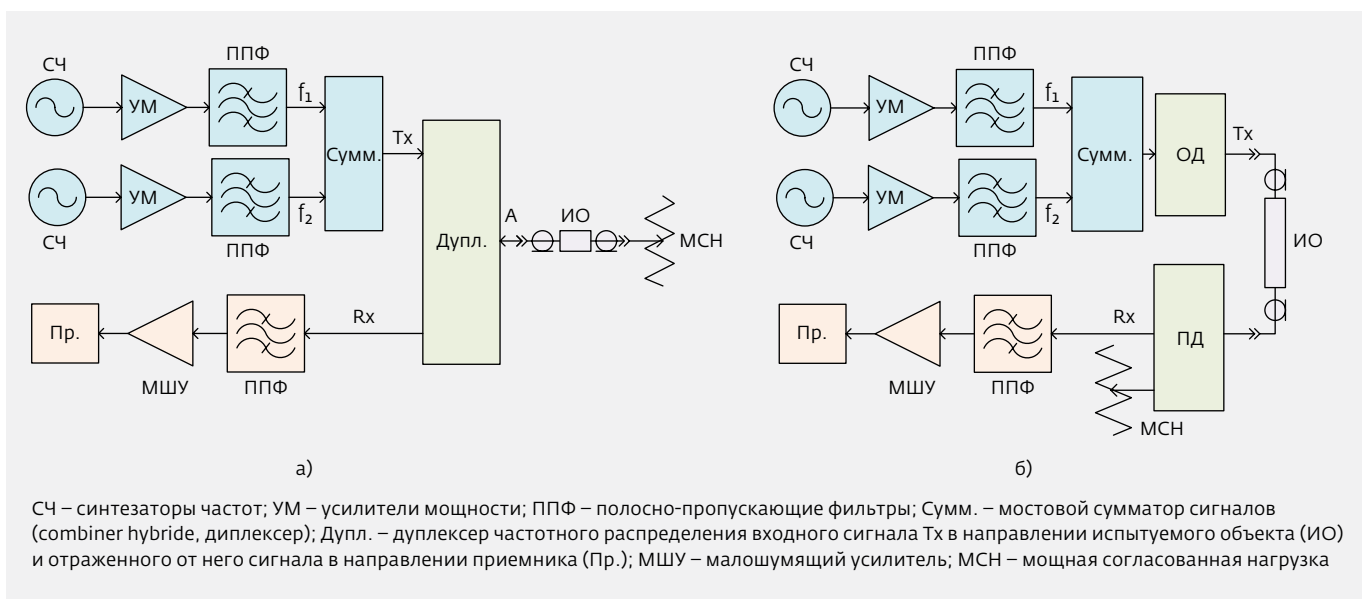 СЧ
УМ
ППФ
f₁
Сумм.
Tx
СЧ
УМ
ППФ
f₂
Дупл.
A
ИО
МСН
Пр.
МШУ
ППФ
Rx
а)
СЧ
УМ
ППФ
f₁
Сумм.
ОД
Tx
СЧ
УМ
ППФ
f₂
ИО
Пр.
МШУ
ППФ
Rx
ПД
МСН
б)
СЧ – синтезаторы частот; УМ – усилители мощности; ППФ – полосно-пропускающие фильтры; Сумм. – мостовой сумматор сигналов
(combiner hybride, диплексер); Дупл. – дуплексер частотного распределения входного сигнала Tx в направлении испытуемого объекта (ИО)
и отраженного от него сигнала в направлении приемника (Пр.); МШУ – малошумящий усилитель; МСН – мощная согласованная нагрузка